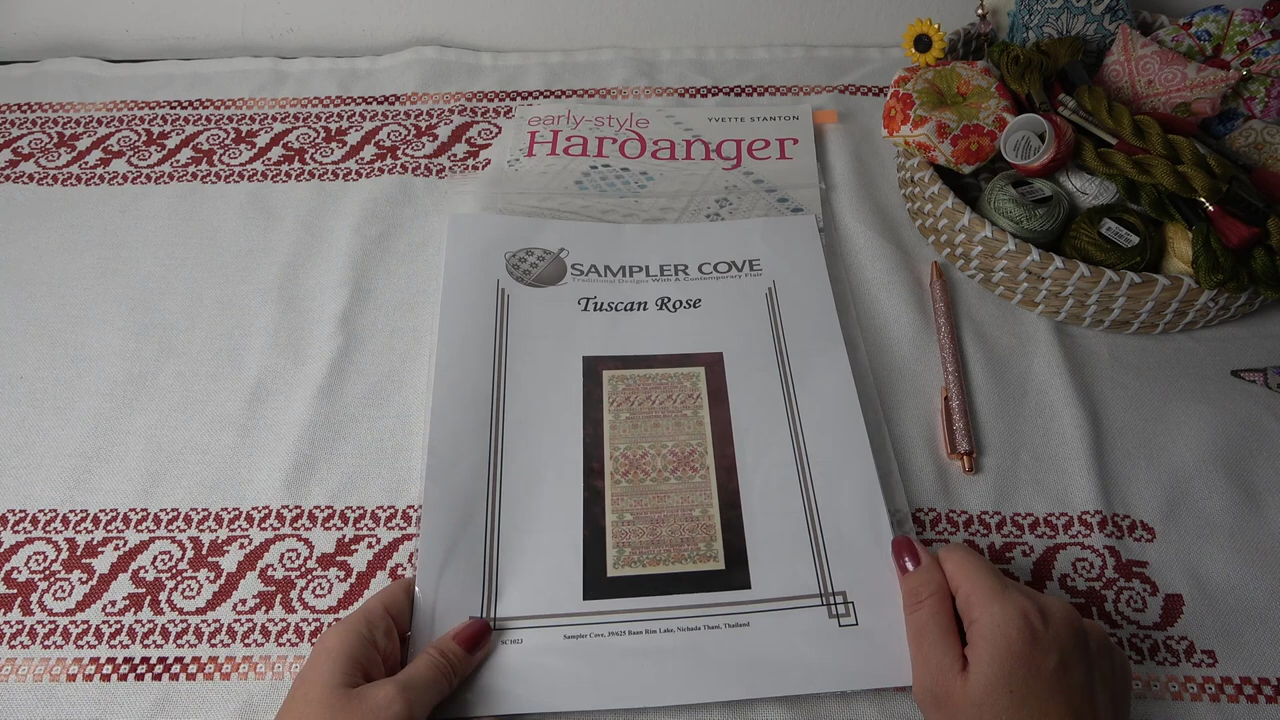 early-style
YVETTE STANTON
Hardanger
SAMPLER COVE
Traditional Designs With A Contemporary Flair
Tuscan Rose
SC1023
Sampler Cove, 39/625 Baan Rim Lake, Nichada Thani, Thailand